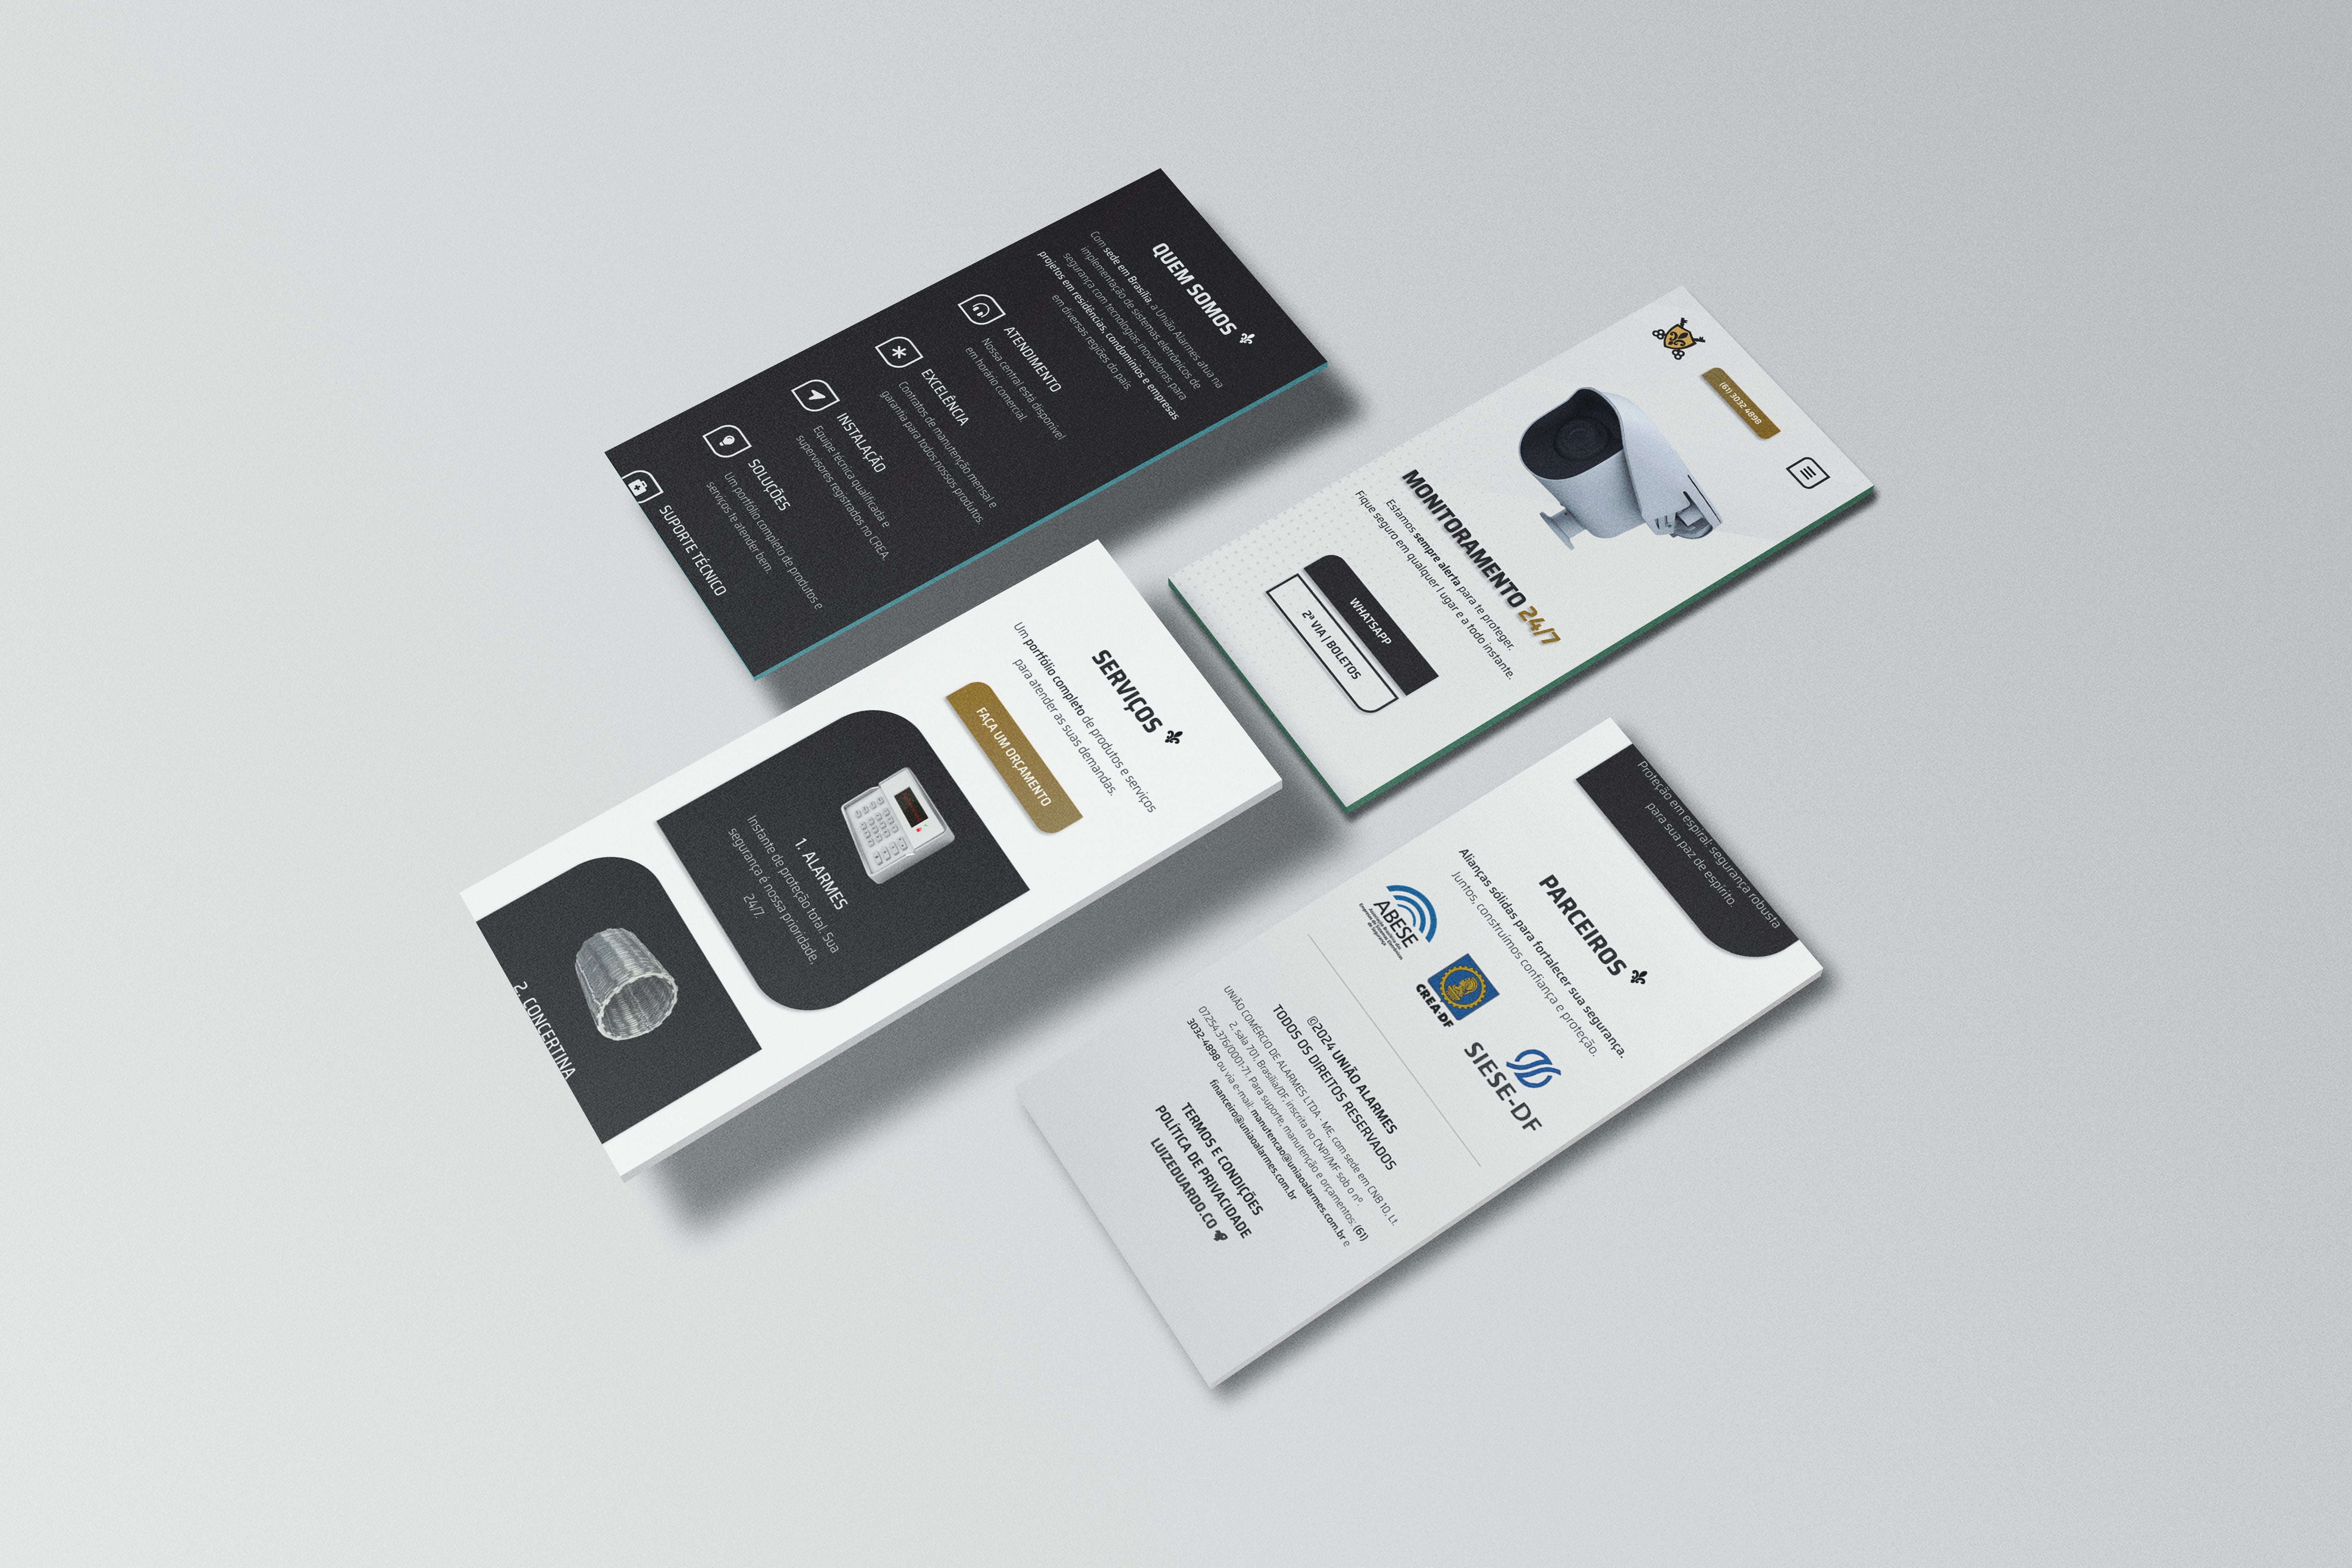 QUEM SOMOS
Com sede em Brasília, a União Alarmes atua na
implementação de sistemas eletrônicos de
segurança com tecnologias inovadoras para
projetos em residências, condomínios e empresas
em diversas regiões do país.
ATENDIMENTO
Nossa central está disponível
em horário comercial.
EXCELÊNCIA
Contratos de manutenção mensal e
garantia para todos nossos produtos.
INSTALAÇÃO
Equipe técnica qualificada e
supervisores registrados no CREA.
SOLUÇÕES
Um portfólio completo de produtos e
serviços te atender bem.
SUPORTE TÉCNICO
(61) 3032.4898
MONITORAMENTO 24/7
Estamos sempre alerta para te proteger.
Fique seguro em qualquer lugar e a todo instante.
WHATSAPP
2ª VIA | BOLETOS
SERVIÇOS
Um portfólio completo de produtos e serviços
para atender as suas demandas.
FAÇA UM ORÇAMENTO
1. ALARMES
Instante de proteção total. Sua
segurança é nossa prioridade,
24/7.
2. CONCERTINA
Proteção em espiral: segurança robusta
para sua paz de espírito.
PARCEIROS
Alianças sólidas para fortalecer sua segurança.
Juntos, construímos confiança e proteção.
ABESE
CREA-DF
SIESE-DF
©2024 UNIÃO ALARMES
TODOS OS DIREITOS RESERVADOS
UNIÃO COMÉRCIO DE ALARMES LTDA - ME, com sede em CNB 10, Lt.
2, sala 701, Brasília/DF, inscrita no CNPJ/MF sob o nº
07.254.376/0001-71. Para suporte, manutenção e orçamentos: (61)
3032-4898 ou via e-mail: manutencao@uniaoalarmes.com.br e
financeiro@uniaoalarmes.com.br
TERMOS E CONDIÇÕES
POLÍTICA DE PRIVACIDADE
LUIZEDUARDO.CO